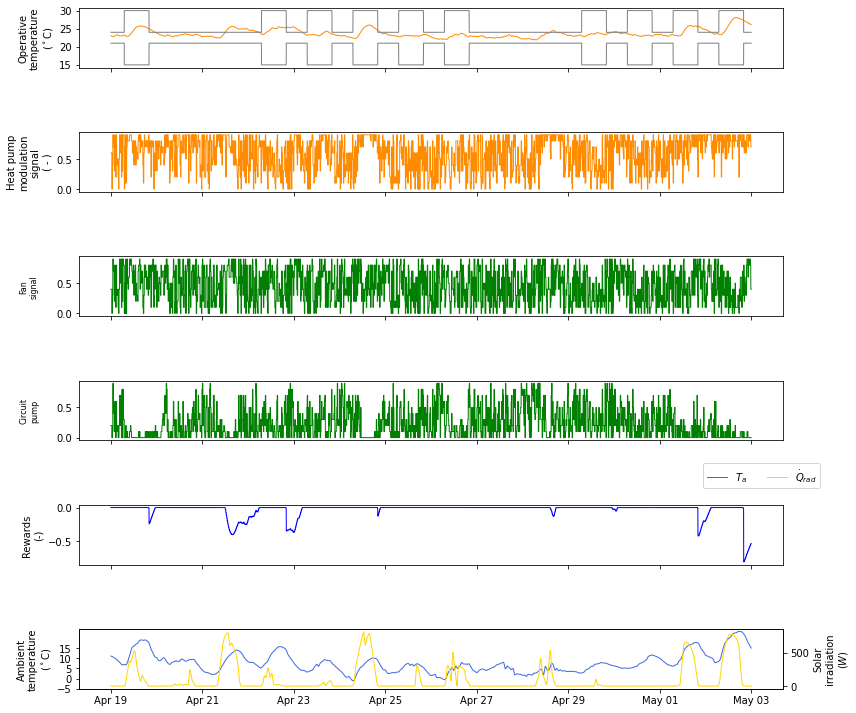 Operative
temperature
(°C)
30
25
20
15
Heat pump
modulation
signal
( - )
0.5
0.0
Fan
signal
0.5
0.0
Circuit
pump
0.5
0.0
T_a Q̇_rad
Rewards
(-)
0.0
−0.5
Ambient
temperature
(°C)
15
10
5
0
−5
500
0
Solar
irradiation
(W)
Apr 19 Apr 21 Apr 23 Apr 25 Apr 27 Apr 29 May 01 May 03